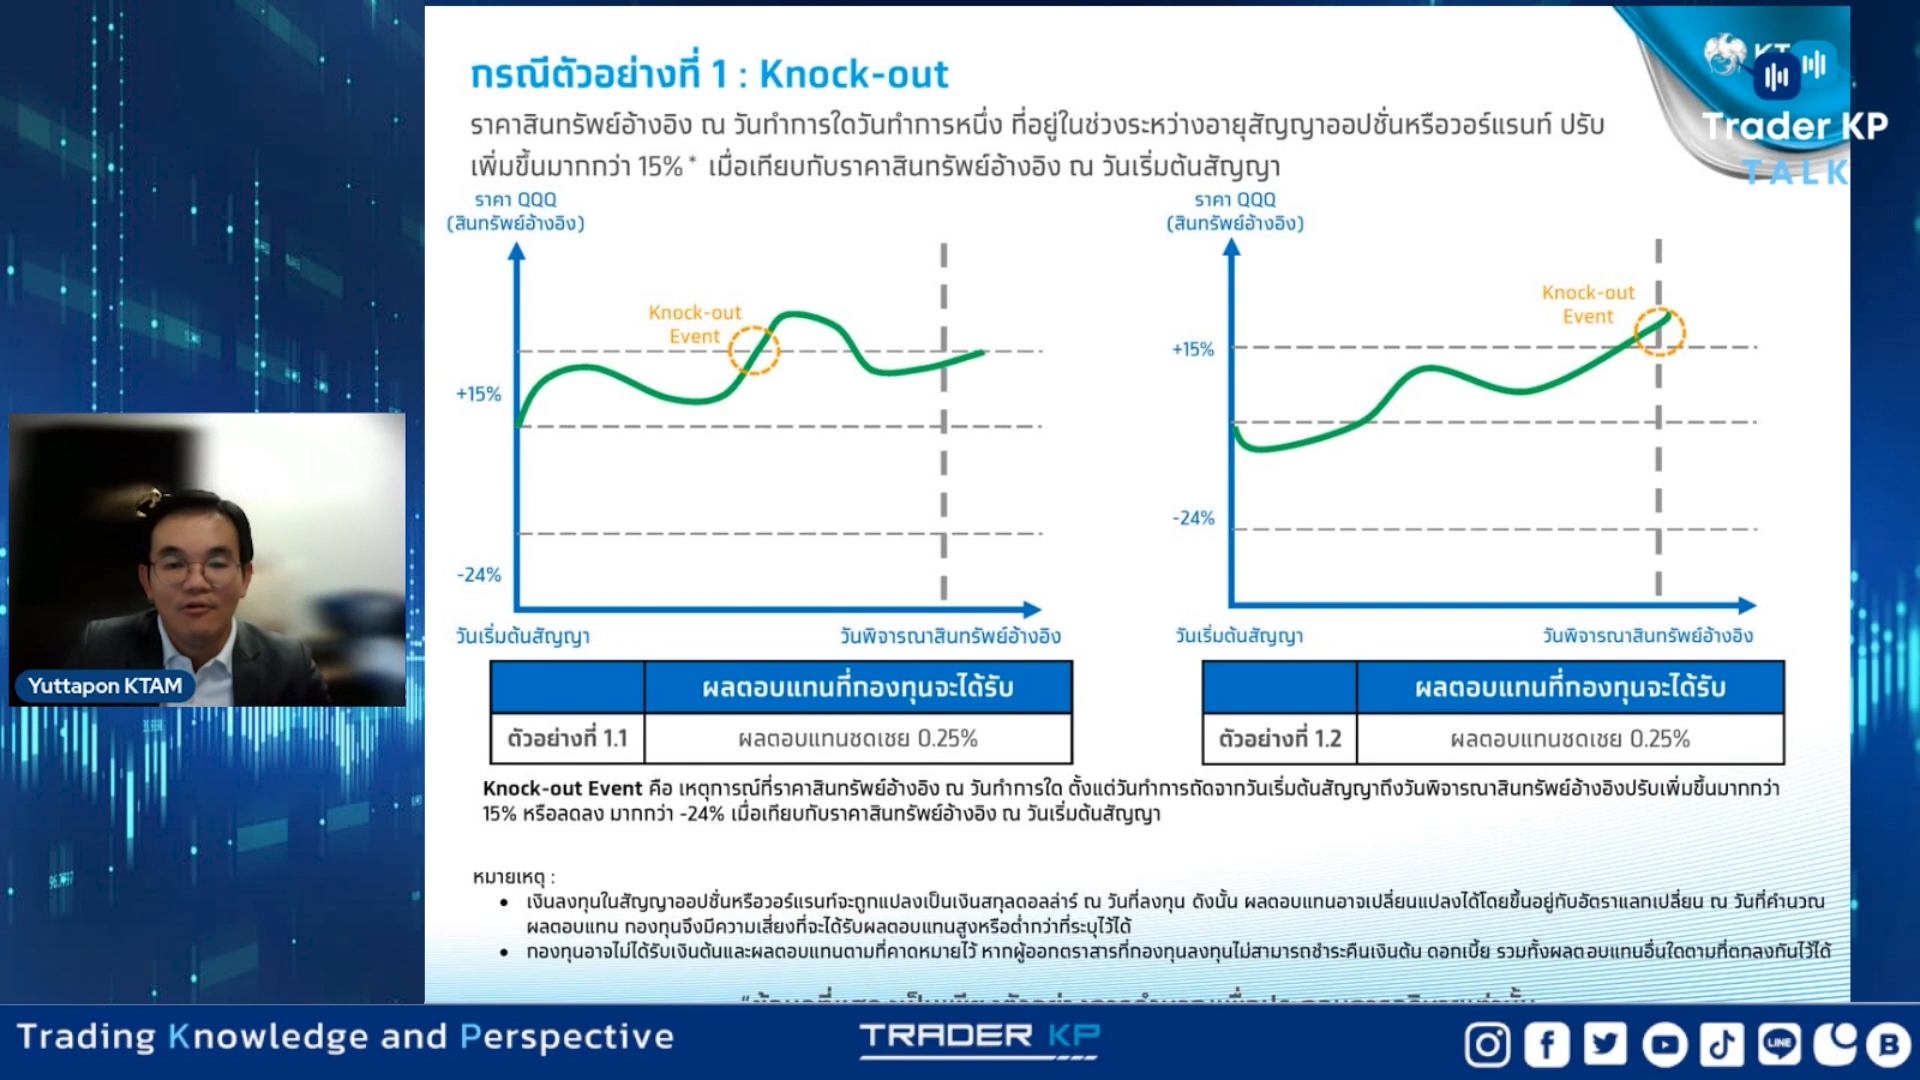 กรณีตัวอย่างที่ 1 : Knock-out
ราคาสินทรัพย์อ้างอิง ณ วันทำการใดวันทำการหนึ่ง ที่อยู่ในช่วงระหว่างอายุสัญญาออปชั่นหรือวอร์แรนท์ ปรับ
เพิ่มขึ้นมากกว่า 15%* เมื่อเทียบกับราคาสินทรัพย์อ้างอิง ณ วันเริ่มต้นสัญญา
Trader KP
TALK
ราคา QQQ
(สินทรัพย์อ้างอิง)
Knock-out
Event
+15%
-24%
วันเริ่มต้นสัญญา
วันพิจารณาสินทรัพย์อ้างอิง
ราคา QQQ
(สินทรัพย์อ้างอิง)
Knock-out
Event
+15%
-24%
วันเริ่มต้นสัญญา
วันพิจารณาสินทรัพย์อ้างอิง
ผลตอบแทนที่กองทุนจะได้รับ
ตัวอย่างที่ 1.1 ผลตอบแทนชดเชย 0.25%
ผลตอบแทนที่กองทุนจะได้รับ
ตัวอย่างที่ 1.2 ผลตอบแทนชดเชย 0.25%
Knock-out Event คือ เหตุการณ์ที่ราคาสินทรัพย์อ้างอิง ณ วันทำการใด ตั้งแต่วันทำการถัดจากวันเริ่มต้นสัญญาถึงวันพิจารณาสินทรัพย์อ้างอิงปรับเพิ่มขึ้นมากกว่า
15% หรือลดลง มากกว่า -24% เมื่อเทียบกับราคาสินทรัพย์อ้างอิง ณ วันเริ่มต้นสัญญา
หมายเหตุ :
• เงินลงทุนในสัญญาออปชั่นหรือวอร์แรนท์จะถูกแปลงเป็นเงินสกุลดอลล่าร์ ณ วันที่ลงทุน ดังนั้น ผลตอบแทนอาจเปลี่ยนแปลงได้โดยขึ้นอยู่กับอัตราแลกเปลี่ยน ณ วันที่คำนวณ
ผลตอบแทน กองทุนจึงมีความเสี่ยงที่จะได้รับผลตอบแทนสูงหรือต่ำกว่าที่ระบุไว้ได้
• กองทุนอาจไม่ได้รับเงินต้นและผลตอบแทนตามที่คาดหมายไว้ หากผู้ออกตราสารที่กองทุนลงทุนไม่สามารถชำระคืนเงินต้น ดอกเบี้ย รวมทั้งผลตอบแทนอื่นใดตามที่ตกลงกันไว้ได้
Yuttapon KTAM
Trading Knowledge and Perspective
TRADER KP
LINE
B